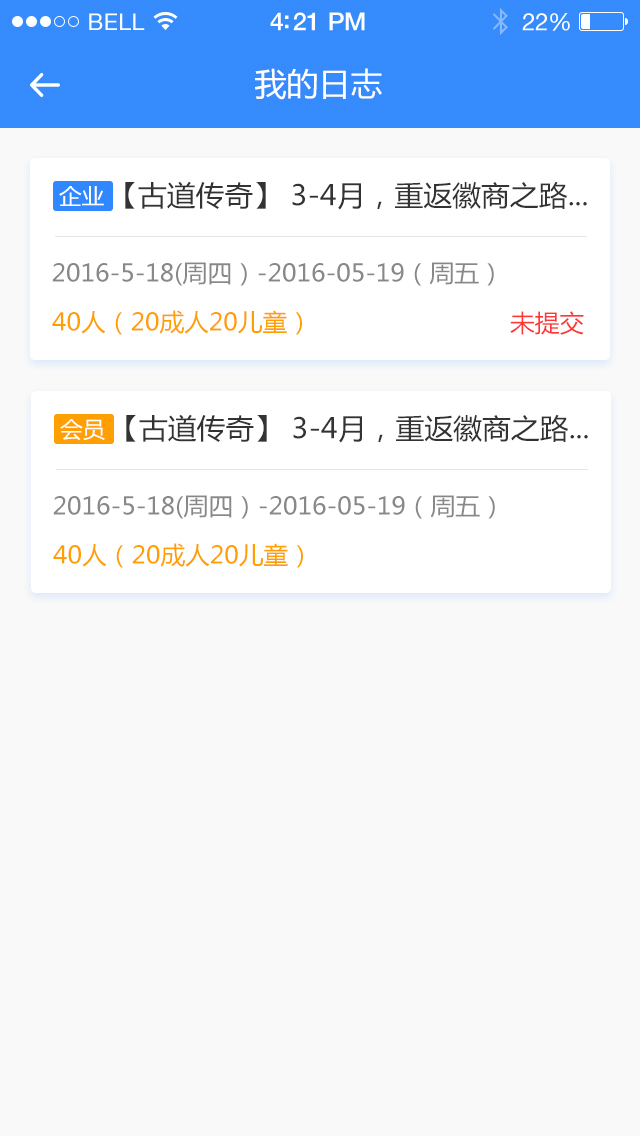 BELL 4:21 PM 22%
我的日志
企业【古道传奇】 3-4月，重返徽商之路...
2016-5-18(周四）-2016-05-19（周五）
40人（20成人20儿童） 未提交
会员【古道传奇】 3-4月，重返徽商之路...
2016-5-18(周四）-2016-05-19（周五）
40人（20成人20儿童）